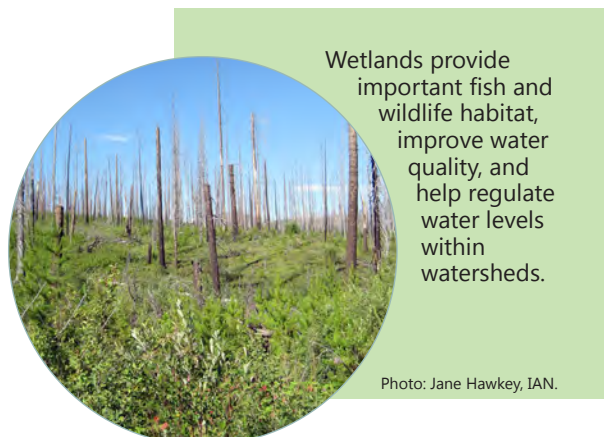 Wetlands provide
important fish and
wildlife habitat,
improve water
quality, and
help regulate
water levels
within
watersheds.
Photo: Jane Hawkey, IAN.